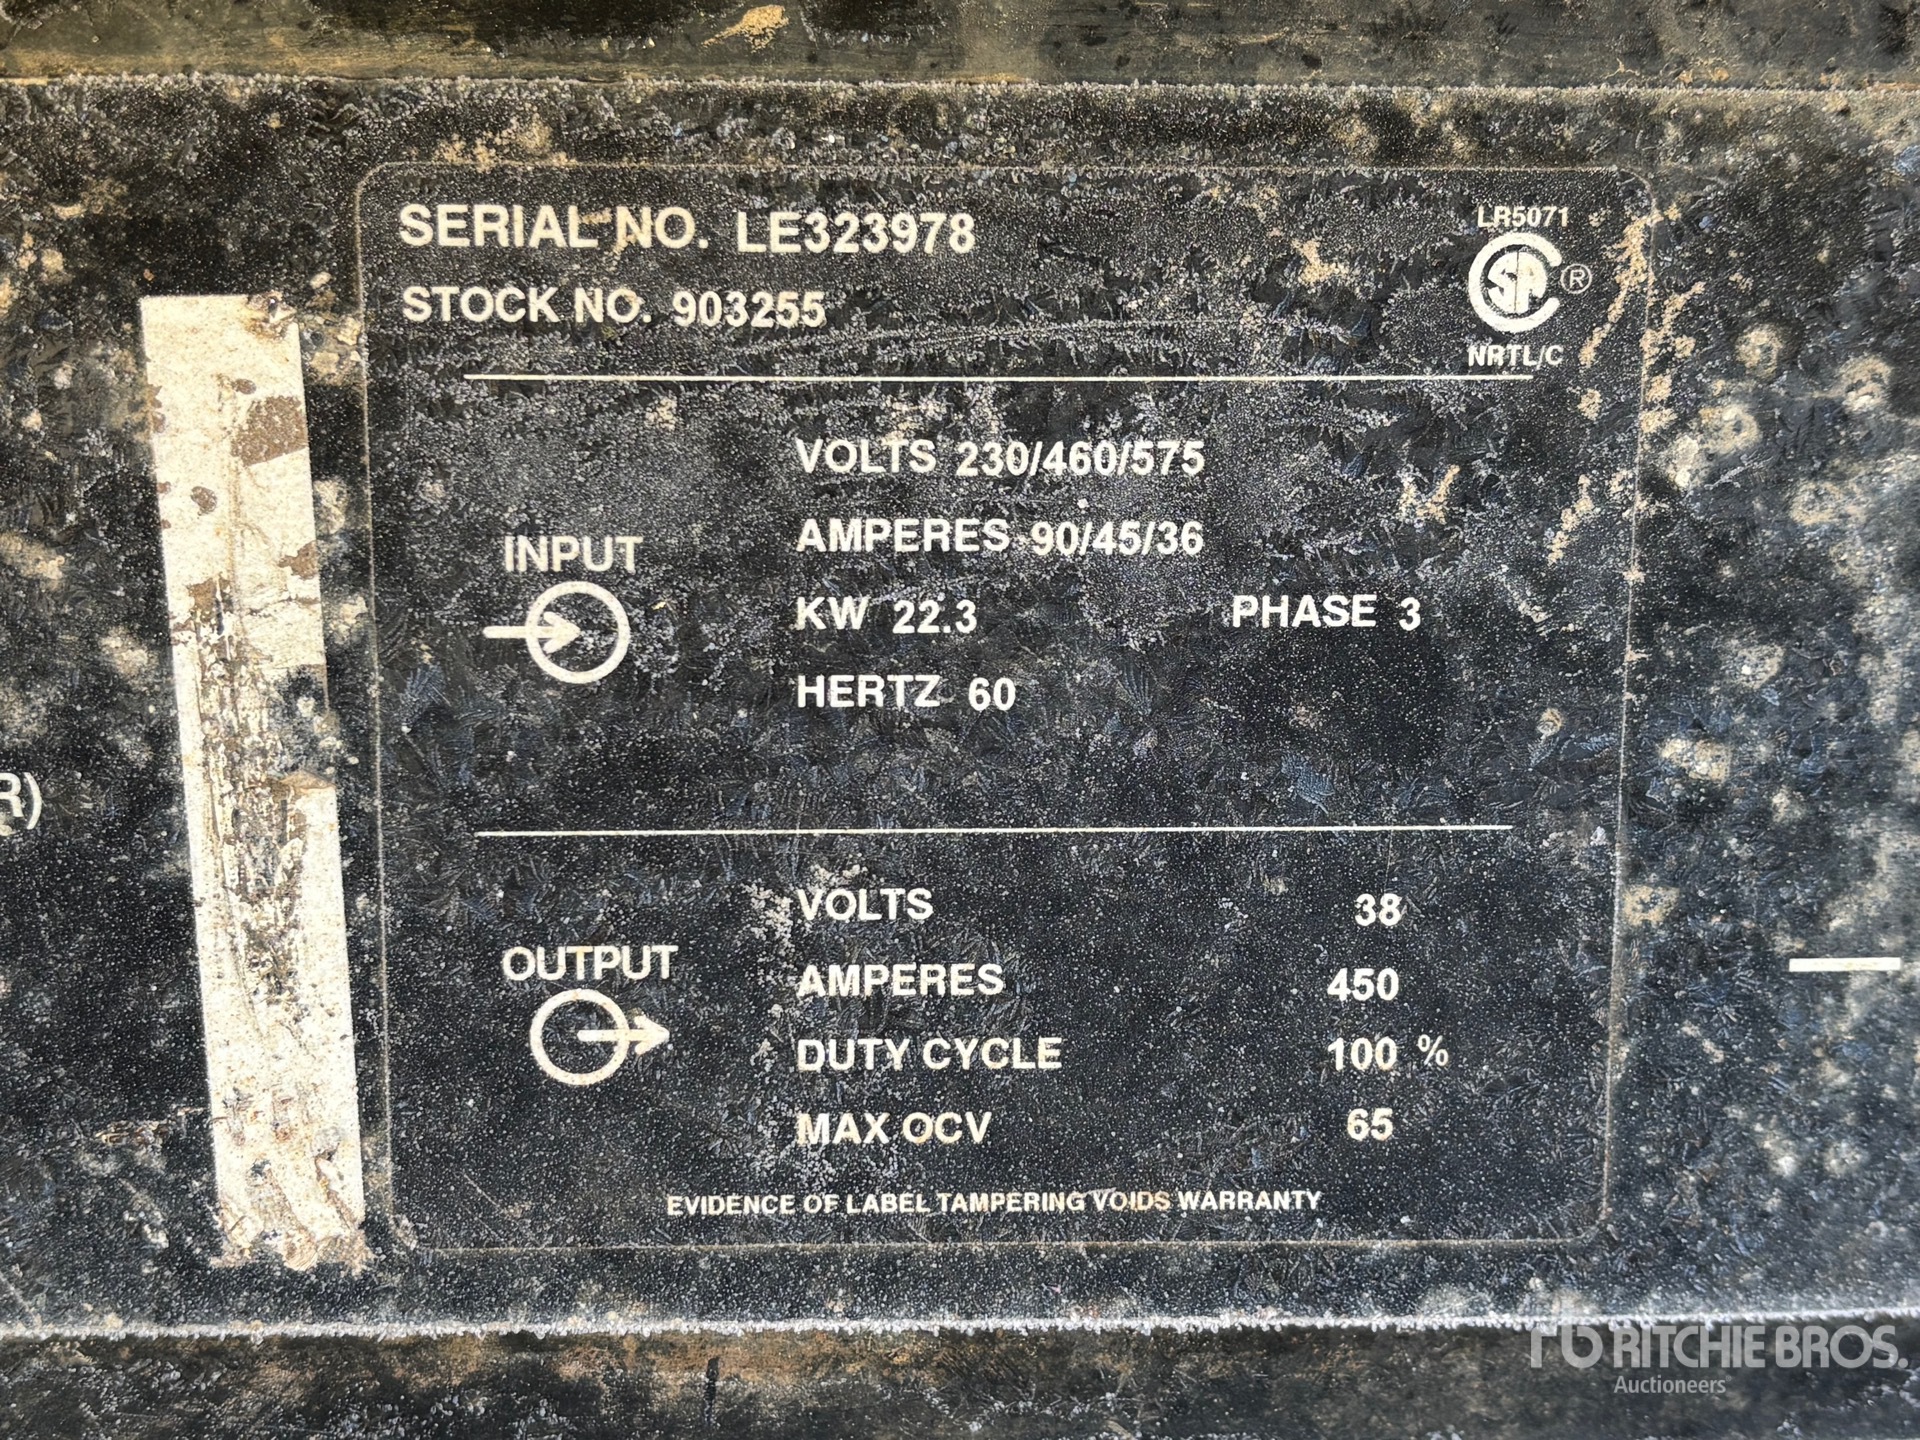 SERIAL NO. LE323978
STOCK NO. 903255
LR5071
SA ®
NRTL/C
INPUT
VOLTS 230/460/575
AMPERES 90/45/36
KW 22.3 PHASE 3
HERTZ 60
R)
OUTPUT
VOLTS 38
AMPERES 450
DUTY CYCLE 100 %
MAX OCV 65
EVIDENCE OF LABEL TAMPERING VOIDS WARRANTY
rb RITCHIE BROS.
Auctioneers